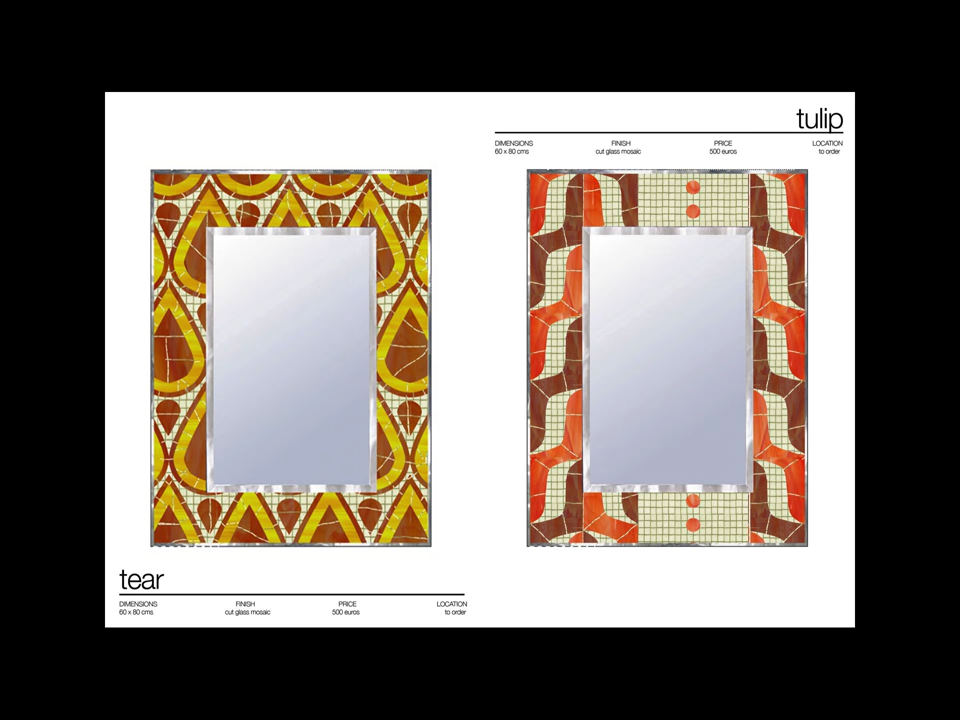 tulip
DIMENSIONS FINISH PRICE LOCATION
60 x 80 cms cut glass mosaic 500 euros to order
tear
DIMENSIONS FINISH PRICE LOCATION
60 x 80 cms cut glass mosaic 500 euros to order